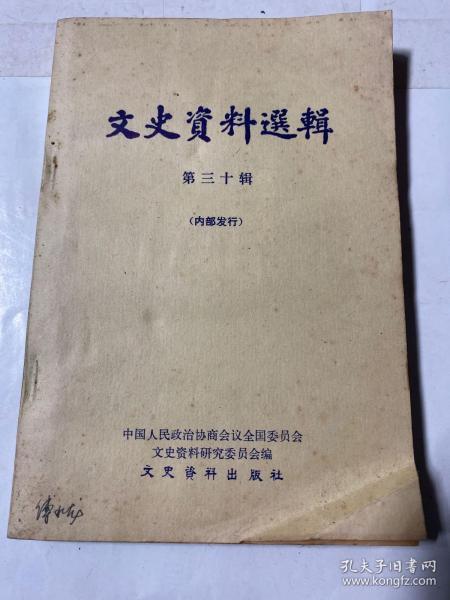 文史資料選輯
第三十辑
(内部发行)
中国人民政治协商会议全国委员会
文史资料研究委员会编
文史資料出版社
孔夫子旧书网
www.kongfz.com